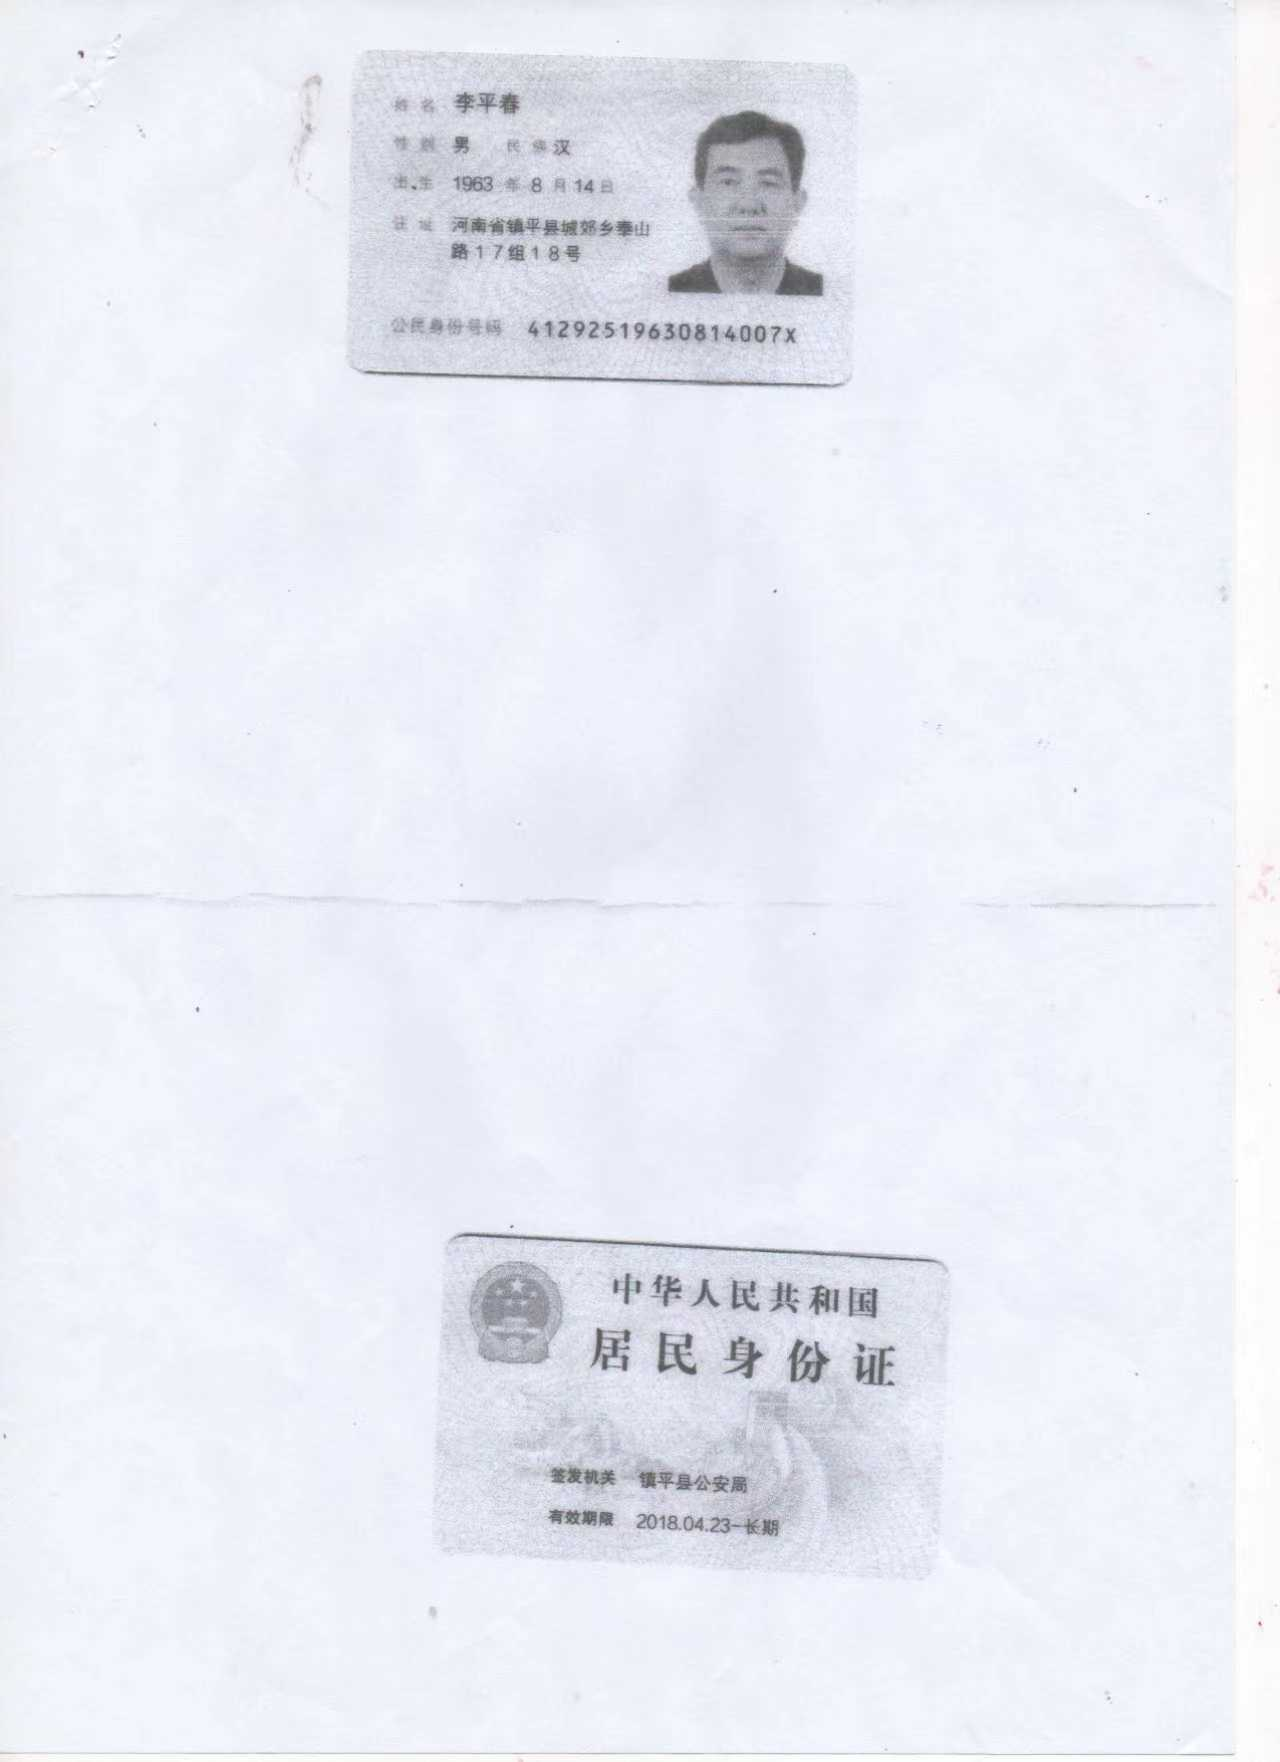 姓名 李平春
性别 男 民族 汉
出生 1963 年 8 月 14 日
住址 河南省镇平县城郊乡泰山
路17组18号
公民身份号码 41292519630814007X
中华人民共和国
居民身份证
签发机关 镇平县公安局
有效期限 2018.04.23-长期